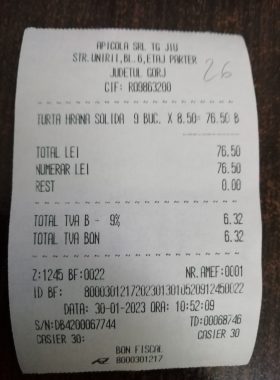 APICOLA SRL TG JIU
STR.UNIRII,BL.6,ETAJ PARTER
JUDETUL GORJ
CIF: RO9863200
26
TURTA HRANA SOLIDA 9 BUC. X 8.50= 76.50 B
TOTAL LEI 76.50
NUMERAR LEI 76.50
REST 0.00
TOTAL TVA B - 9% 6.32
TOTAL TVA BON 6.32
Z:1245 BF:0022 NR.AMEF:0001
ID BF: 80003012172023013010520912450022
DATA: 30-01-2023 ORA: 10:52:09
S/N:DB4200067744 TD:00068746
CASIER 30: CASIER 30
BON FISCAL
8000301217